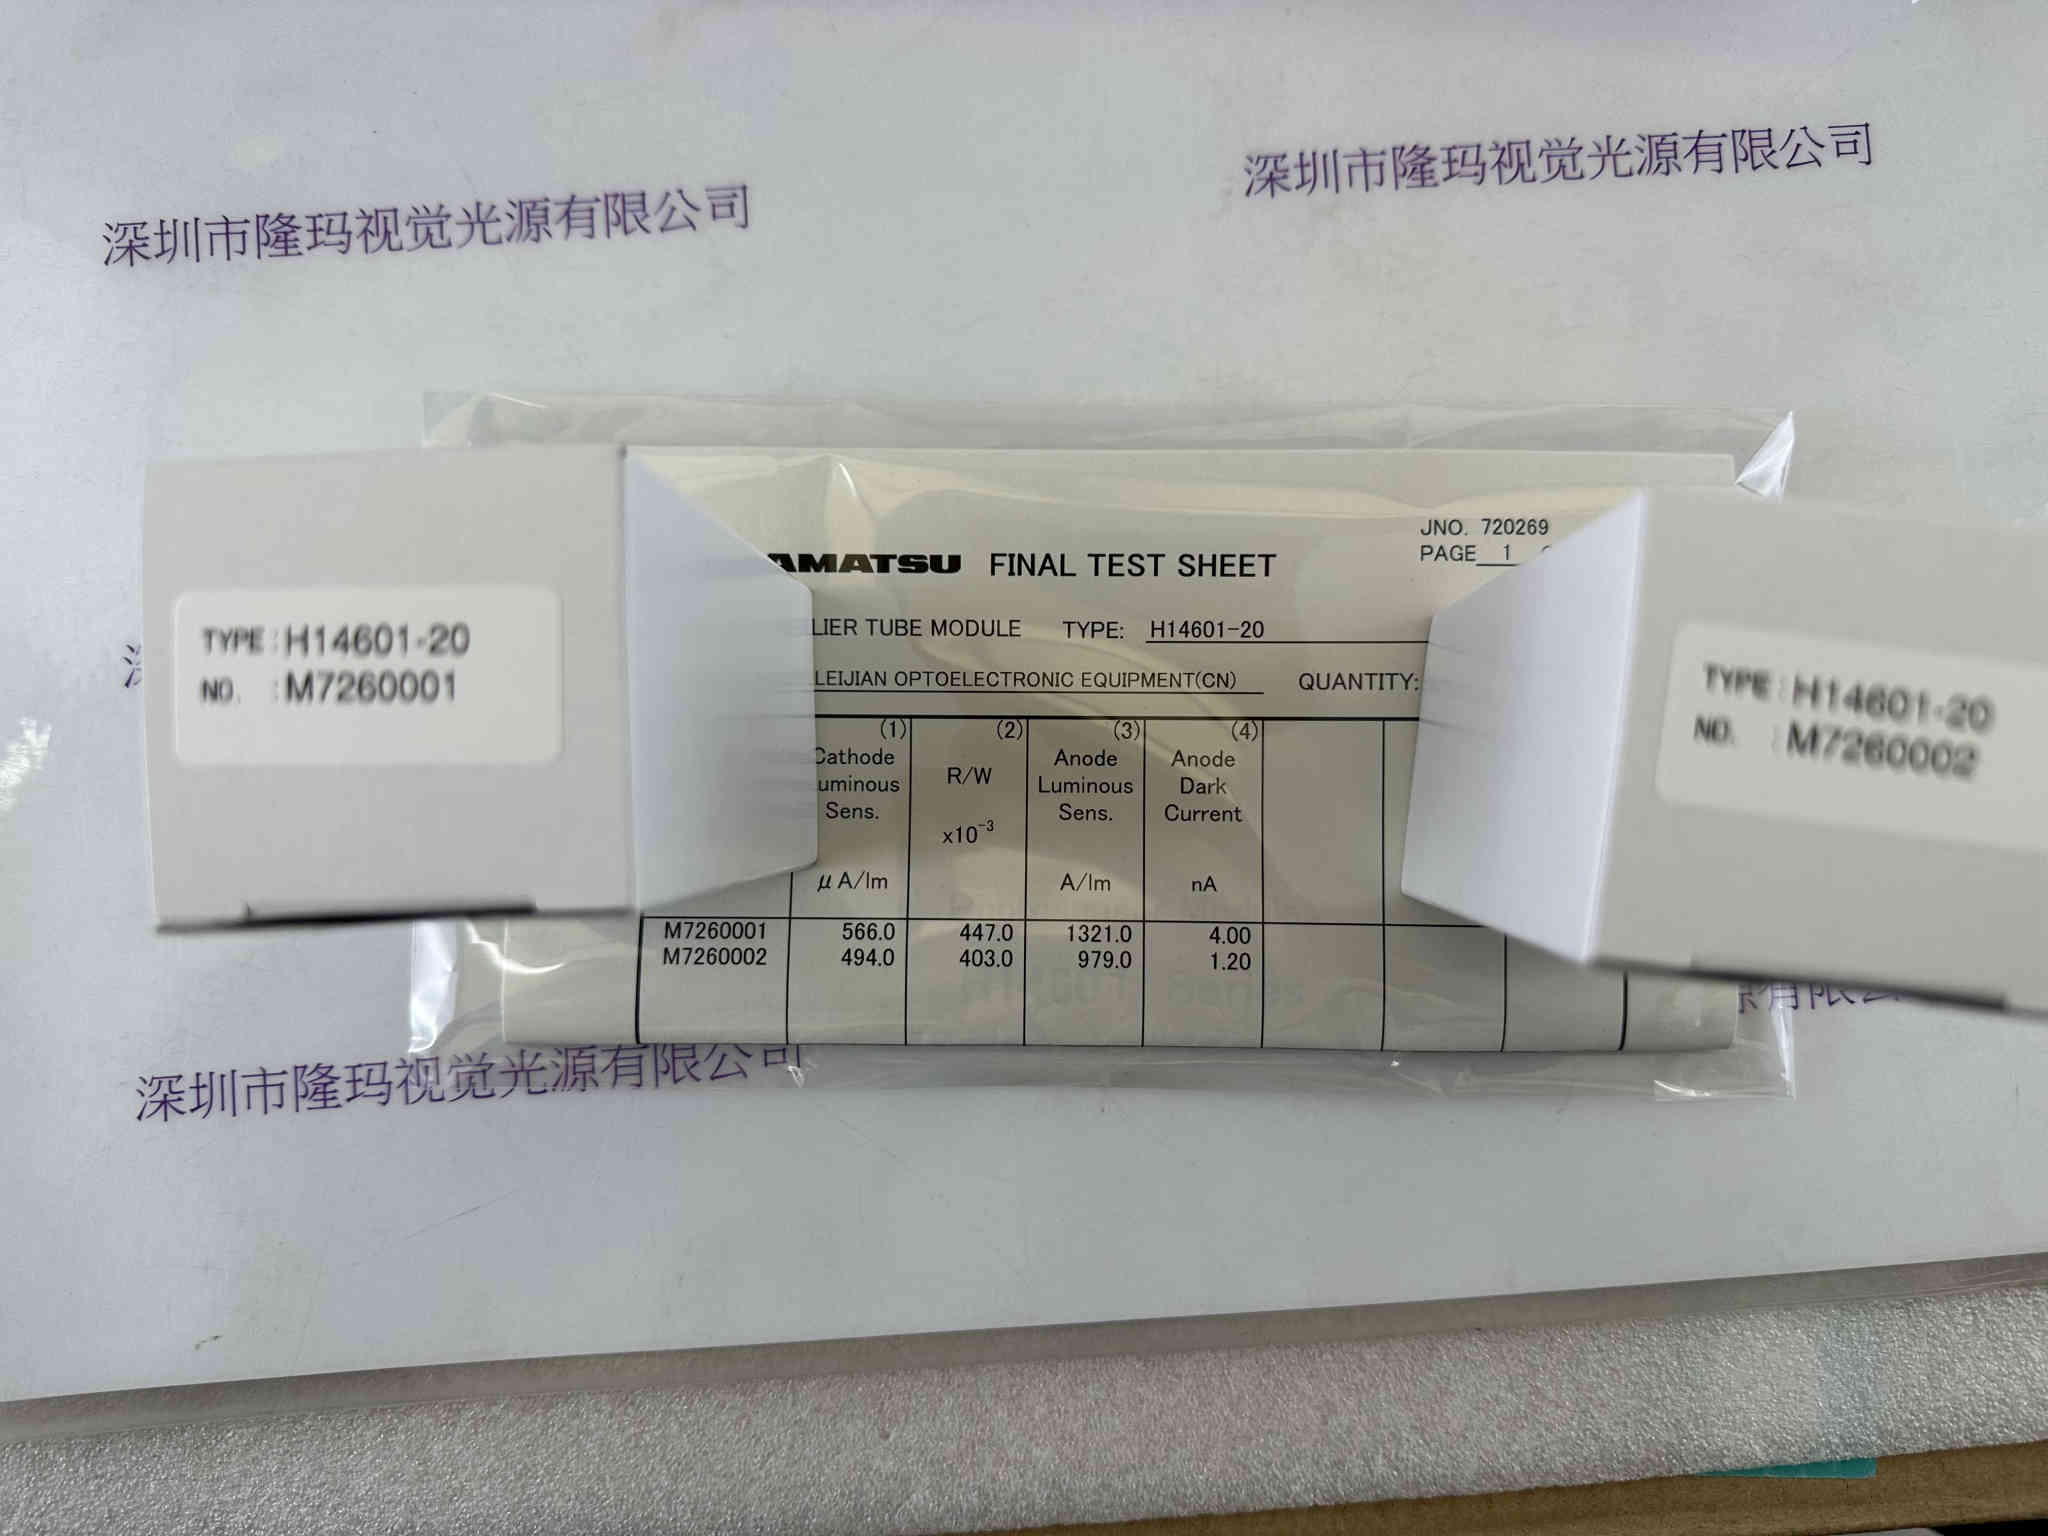 深圳市隆玛视觉光源有限公司
深圳市隆玛视觉光源有限公司
TYPE:H14601-20
NO. :M7260001
AMATSU FINAL TEST SHEET
JNO. 720269
PAGE 1
LIER TUBE MODULE TYPE: H14601-20
LEIJIAN OPTOELECTRONIC EQUIPMENT(CN) QUANTITY:
(1) (2) (3) (4)
Cathode Luminous Sens. μA/lm
R/W x10⁻³
Anode Luminous Sens. A/lm
Anode Dark Current nA
M7260001 566.0 447.0 1321.0 4.00
M7260002 494.0 403.0 979.0 1.20
TYPE:H14601-20
NO. :M7260002
深圳市隆玛视觉光源有限公司
源有限公